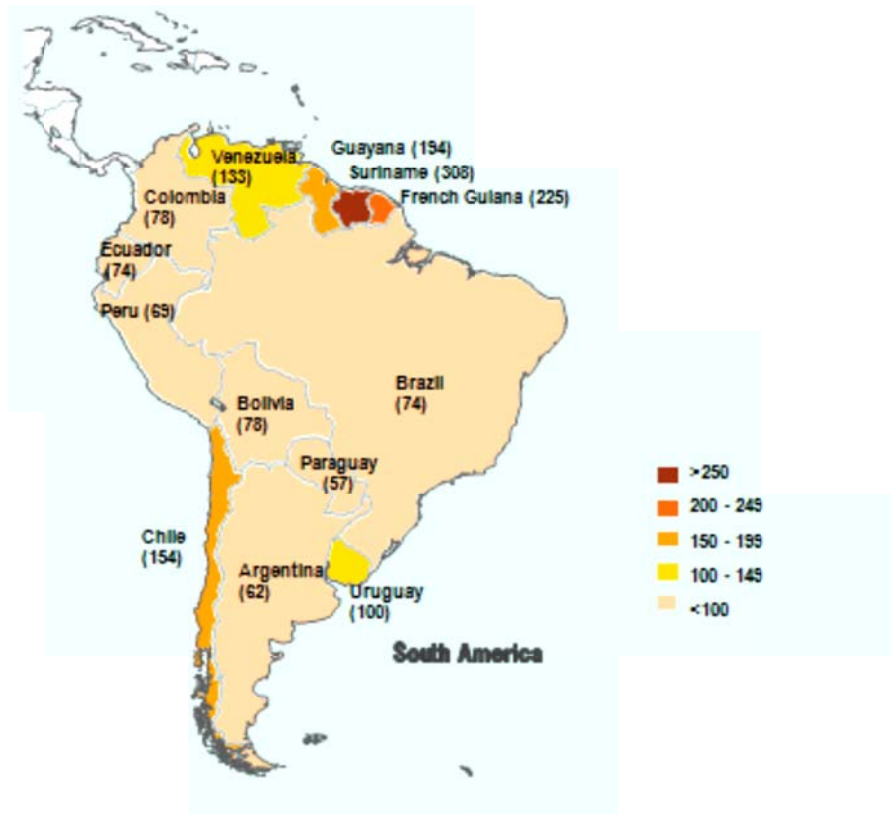 Guayana (194)
Venezuela
(133)
Suriname (308)
French Guiana (225)
Colombia
(78)
Ecuador
(74)
Peru (69)
Brazil
(74)
Bolivia
(78)
Paraguay
(57)
>250
200 - 249
150 - 199
100 - 149
<100
Chile
(154)
Argentina
(62)
Uruguay
(100)
South America